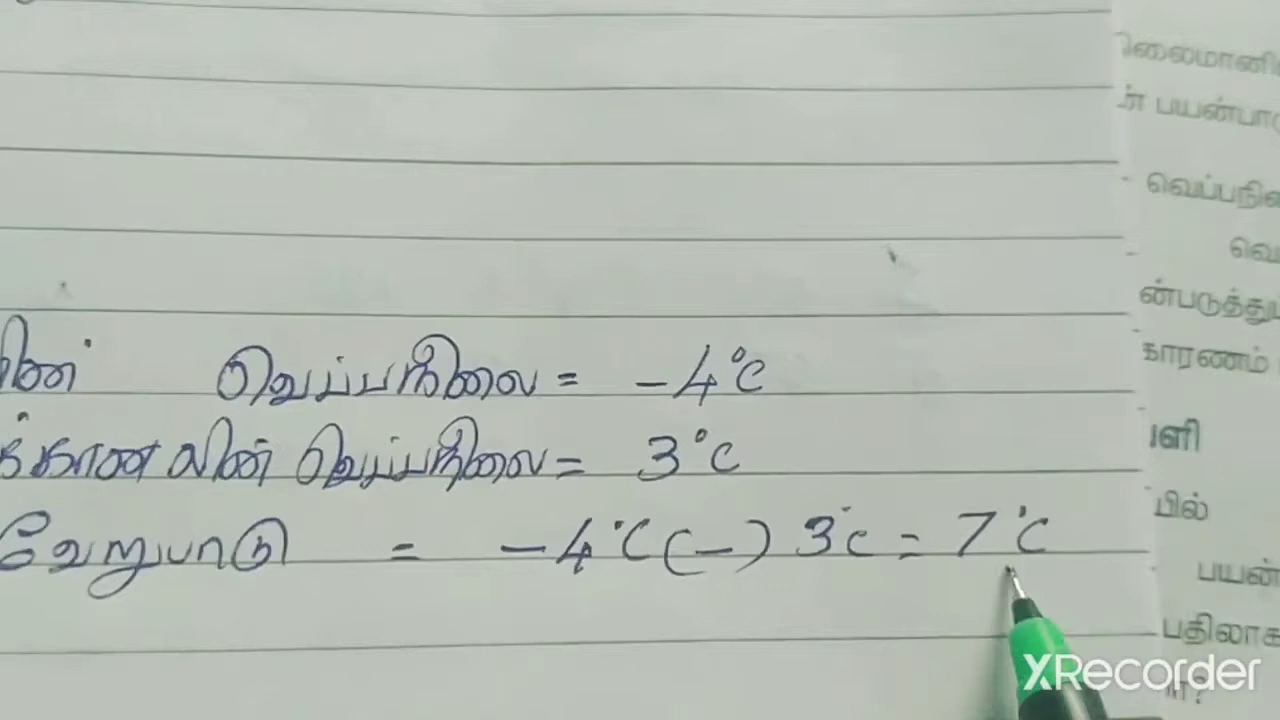 வெப்பநிலை = -4°C
வின் வெப்பநிலை = 3°C
வேறுபாடு = -4°C (-) 3°C = 7°C
வெப்பநி
ன்படுத்து
காரணம்
பில்
பயன்
பதிலாக
XRecorder